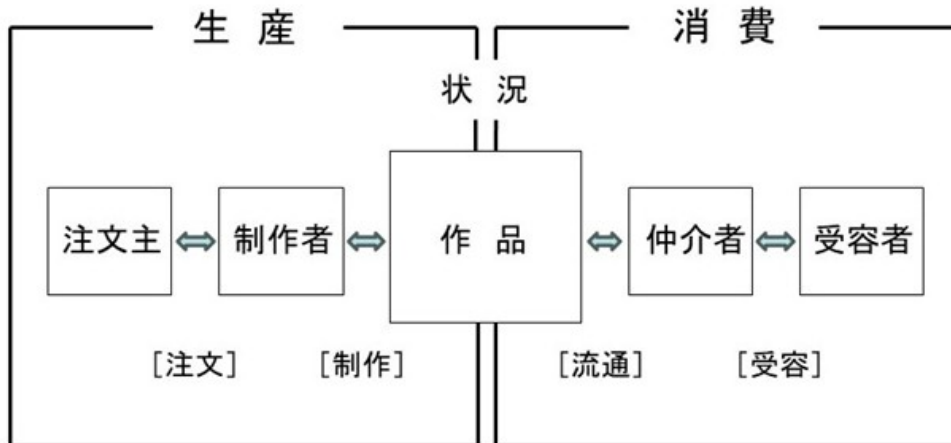 生産 消費
状況
注文主 制作者 作品 仲介者 受容者
[注文] [制作] [流通] [受容]